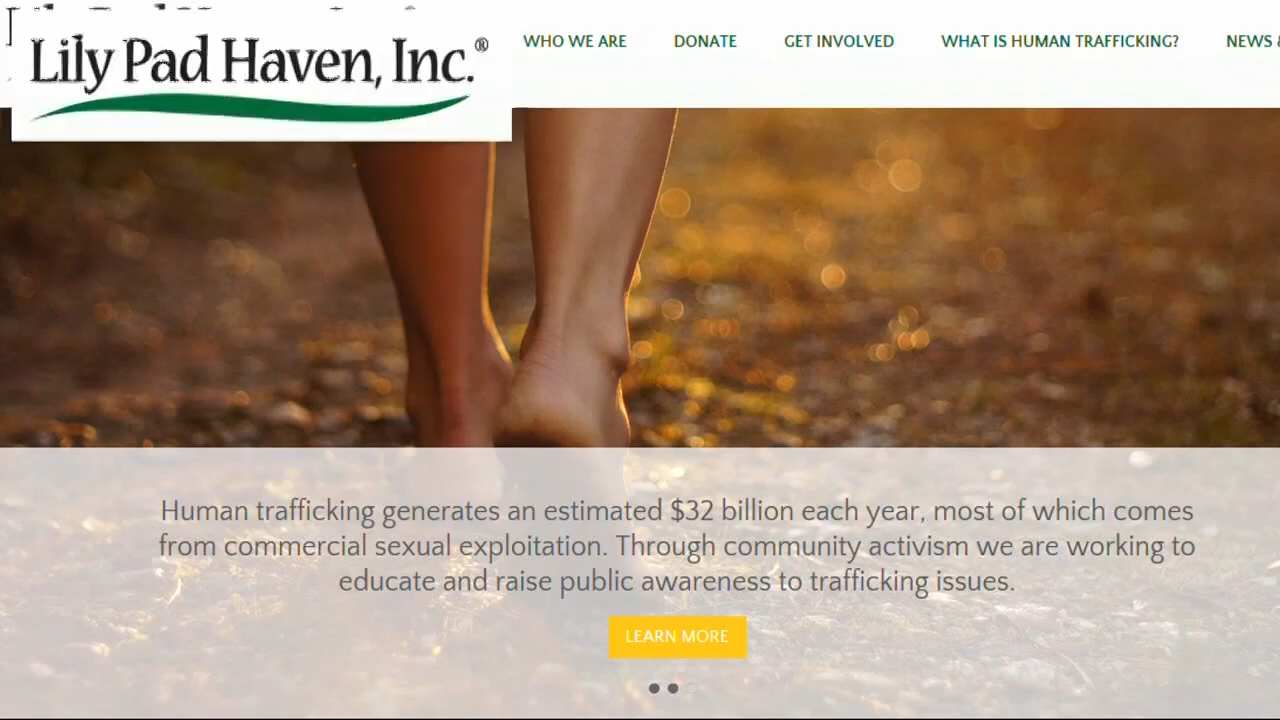 Lily Pad Haven, Inc.®
WHO WE ARE DONATE GET INVOLVED WHAT IS HUMAN TRAFFICKING? NEWS &
Human trafficking generates an estimated $32 billion each year, most of which comes
from commercial sexual exploitation. Through community activism we are working to
educate and raise public awareness to trafficking issues.
LEARN MORE